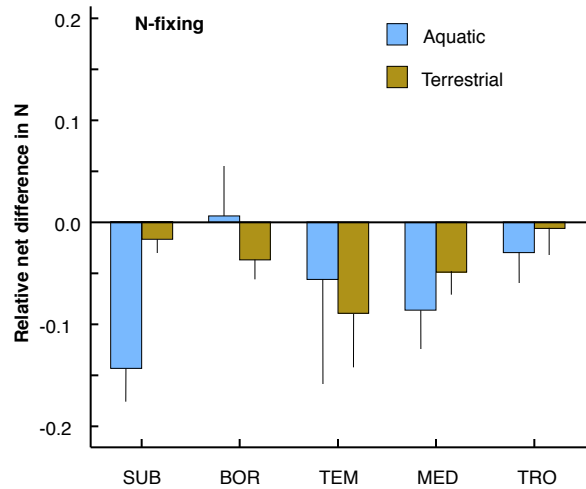 N-fixing
Aquatic
Terrestrial
Relative net difference in N
0.2
0.1
0.0
-0.1
-0.2
SUB BOR TEM MED TRO